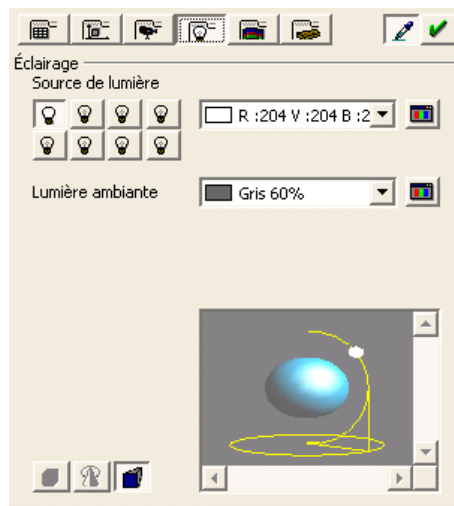 Éclairage
Source de lumière
R :204 V :204 B :2
Lumière ambiante
Gris 60%